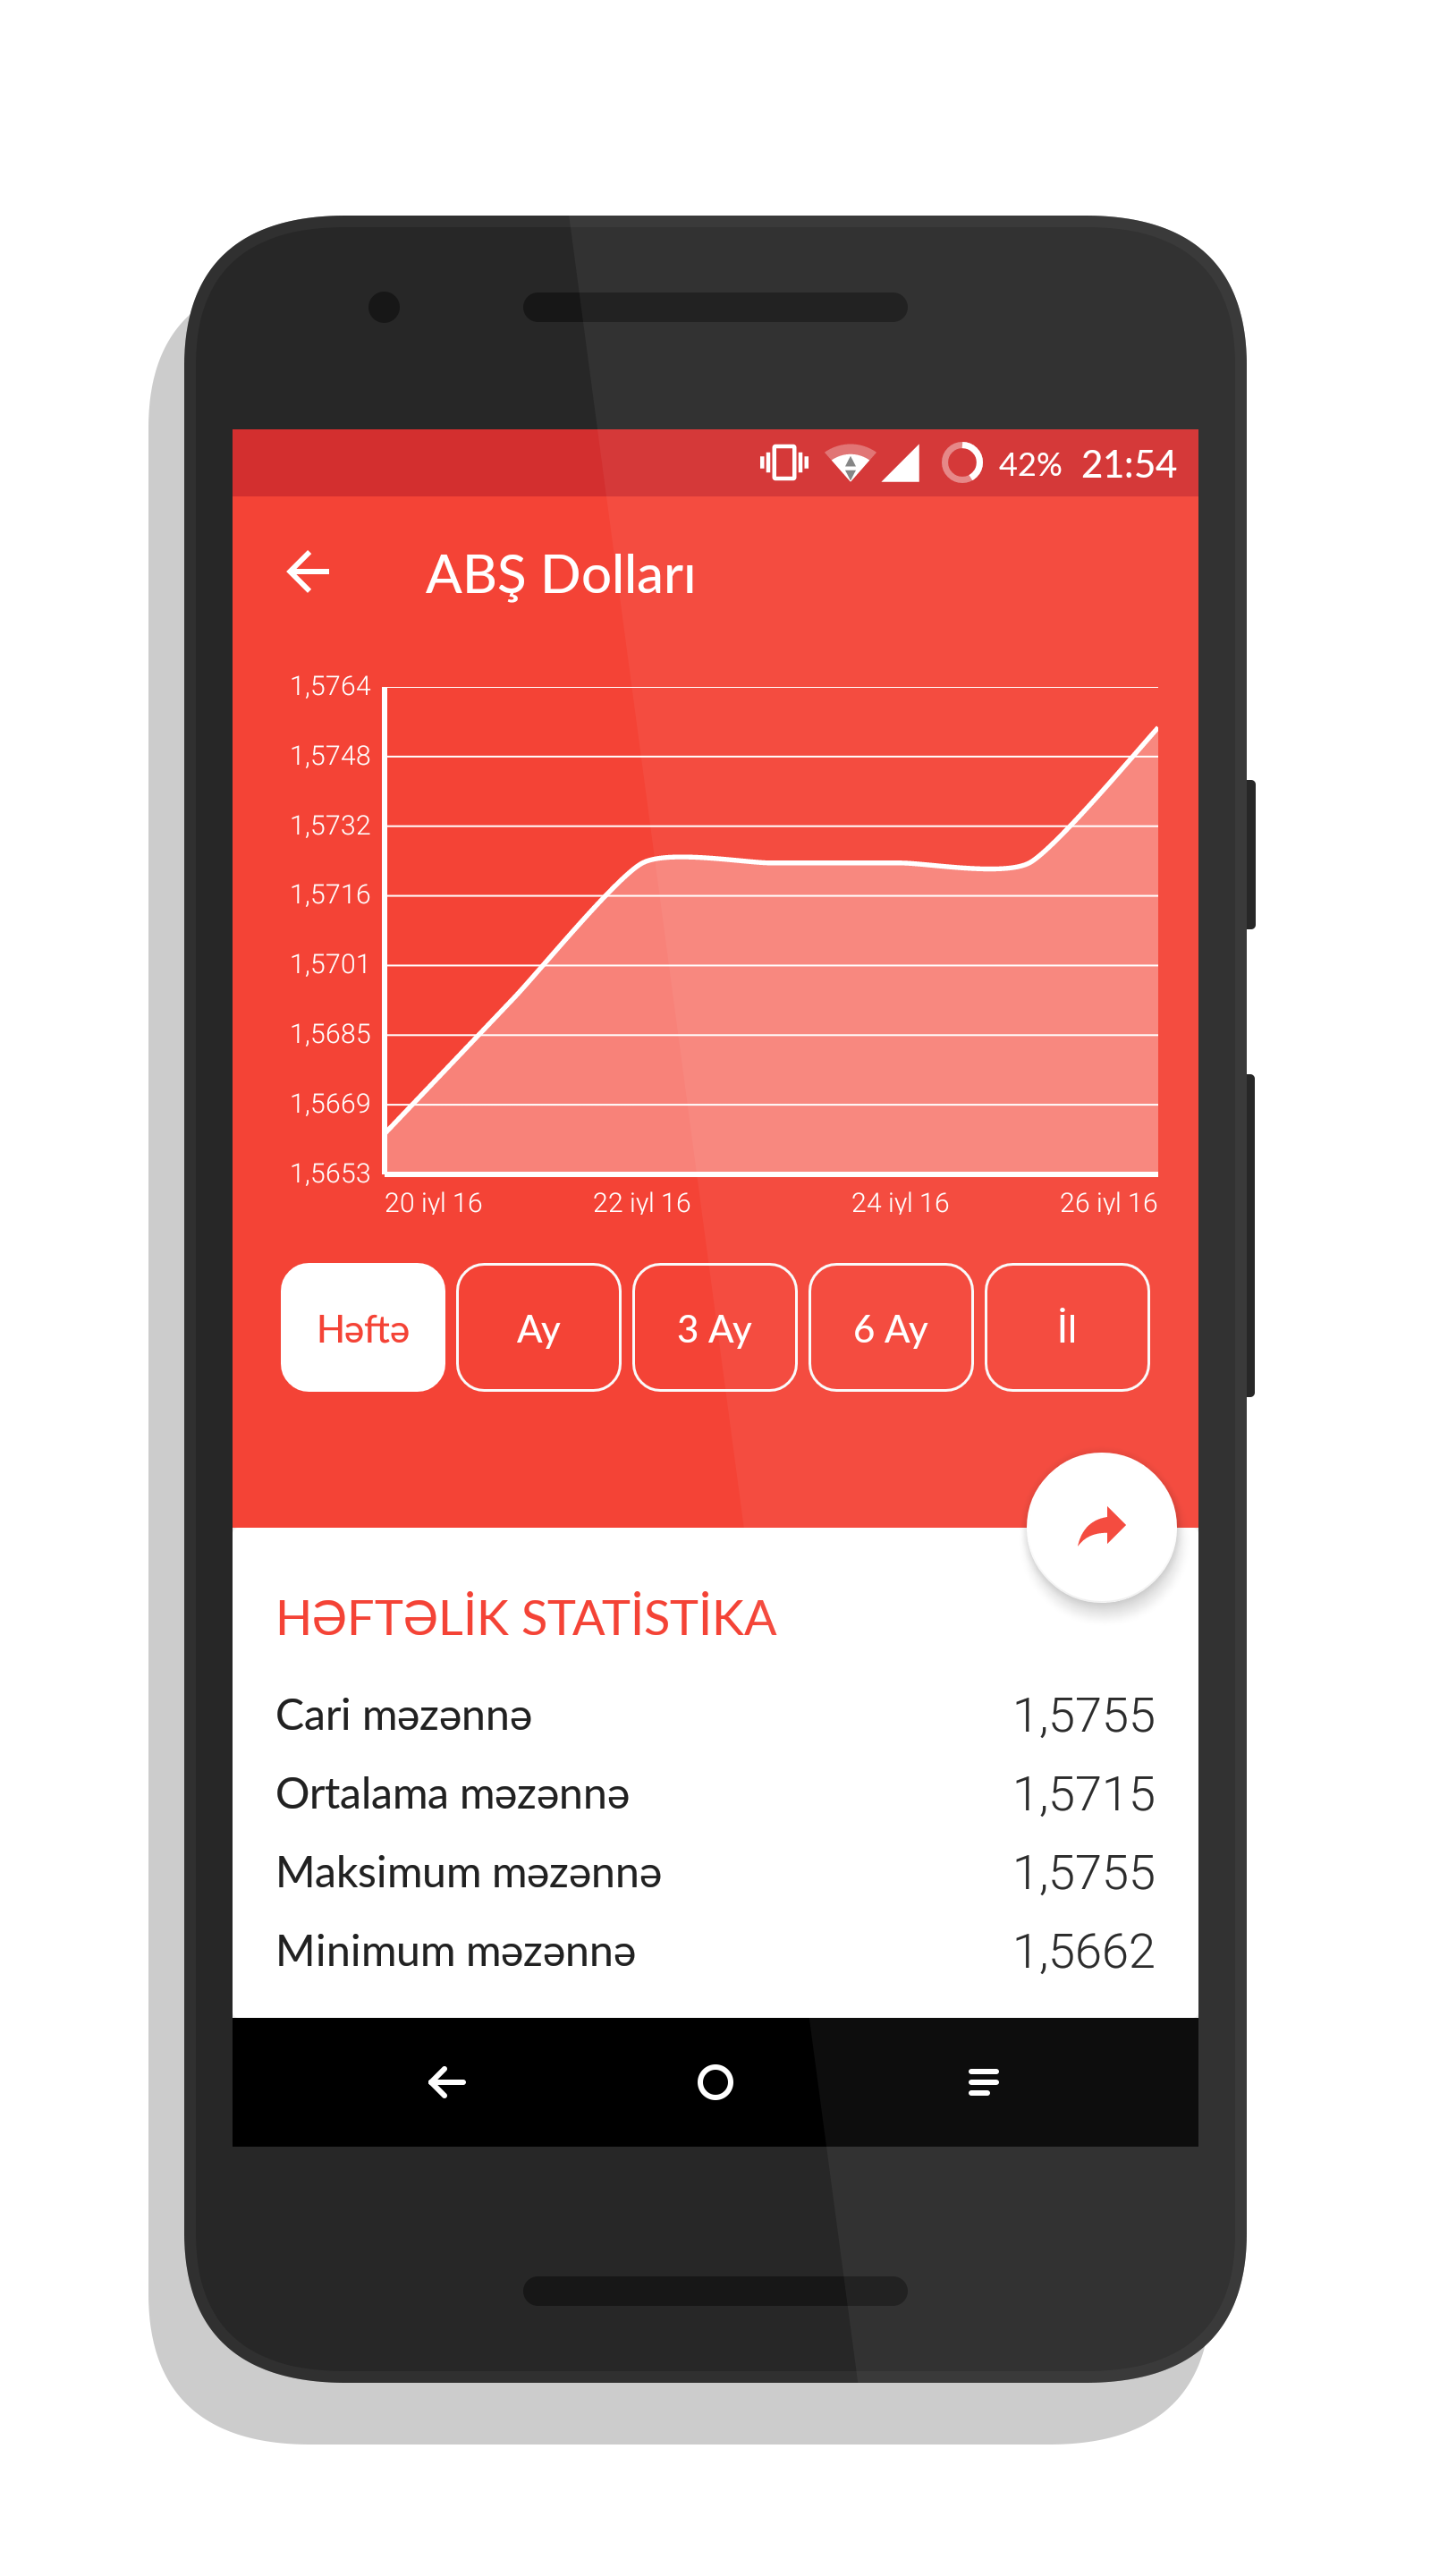 42% 21:54
ABŞ Dolları
1,5764
1,5748
1,5732
1,5716
1,5701
1,5685
1,5669
1,5653
20 iyl 16 22 iyl 16 24 iyl 16 26 iyl 16
Həftə Ay 3 Ay 6 Ay İl
HƏFTƏLİK STATİSTİKA
Cari məzənnə 1,5755
Ortalama məzənnə 1,5715
Maksimum məzənnə 1,5755
Minimum məzənnə 1,5662